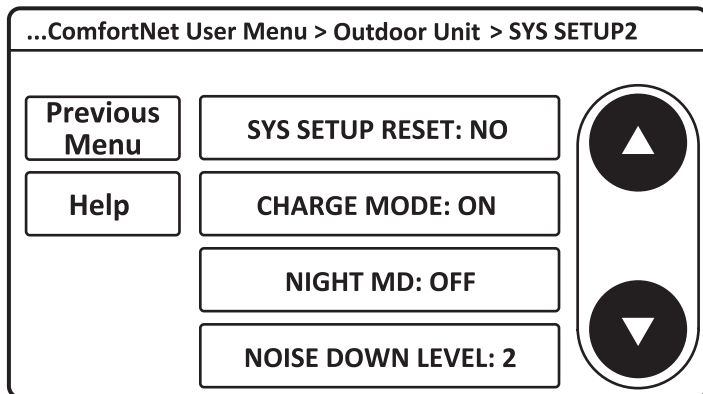 ...ComfortNet User Menu > Outdoor Unit > SYS SETUP2
Previous
Menu
SYS SETUP RESET: NO
Help
CHARGE MODE: ON
NIGHT MD: OFF
NOISE DOWN LEVEL: 2